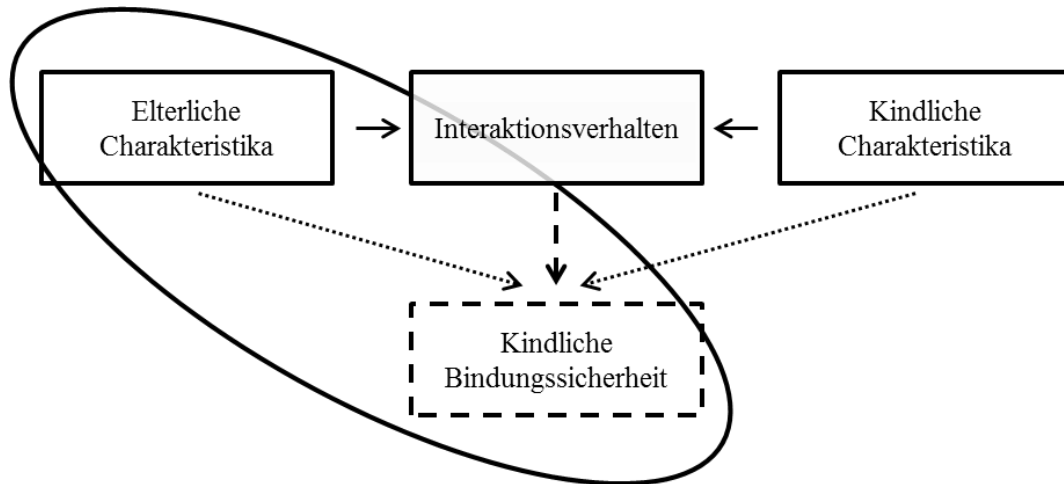 Elterliche
Charakteristika
Interaktionsverhalten
Kindliche
Charakteristika
Kindliche
Bindungssicherheit